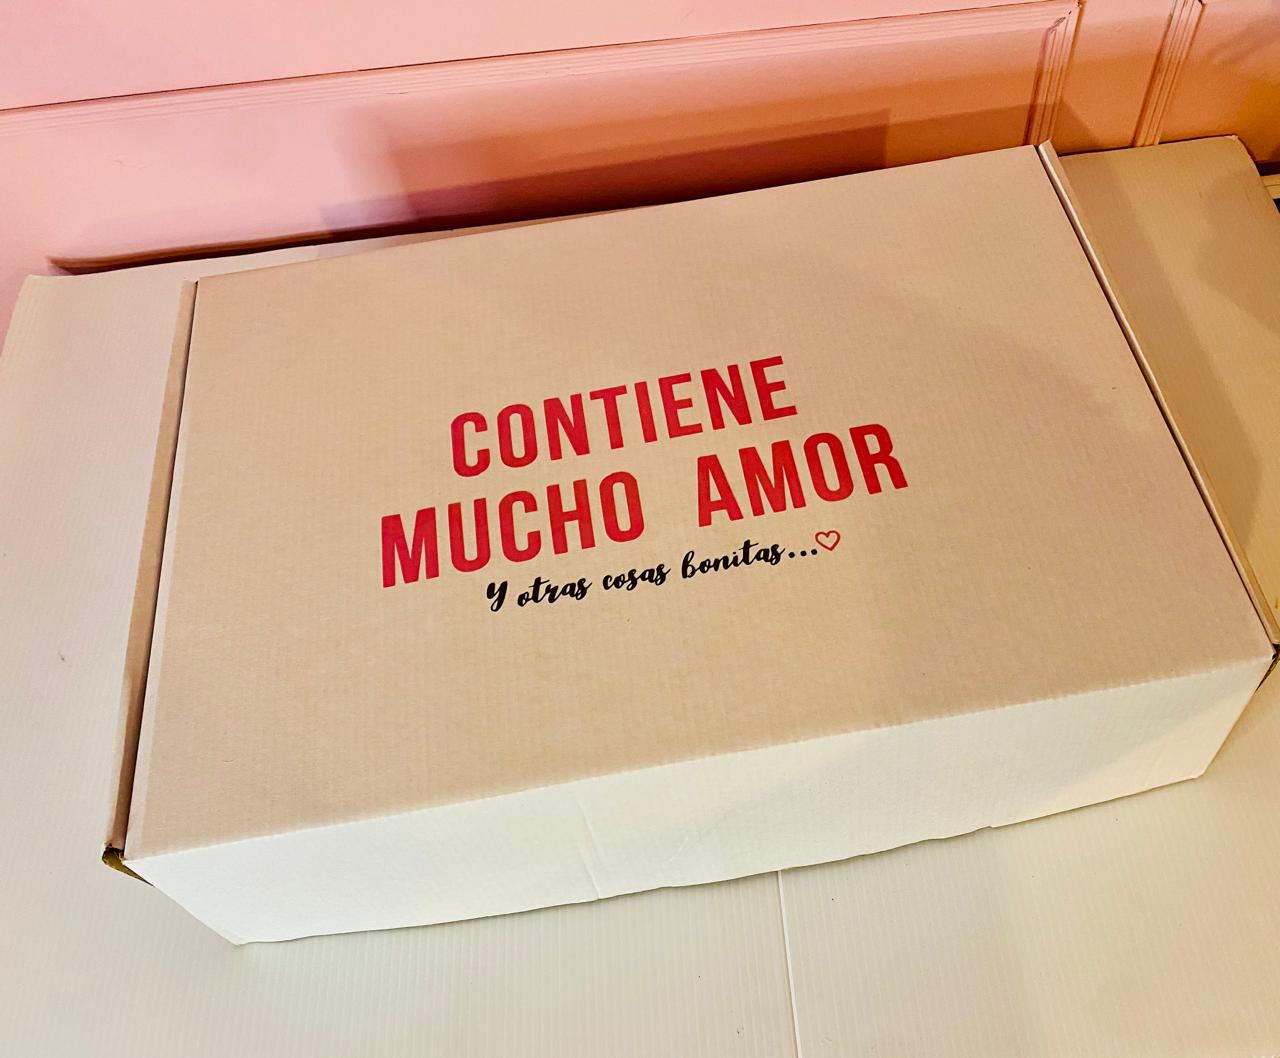 CONTIENE
MUCHO AMOR
Y otras cosas bonitas...♡